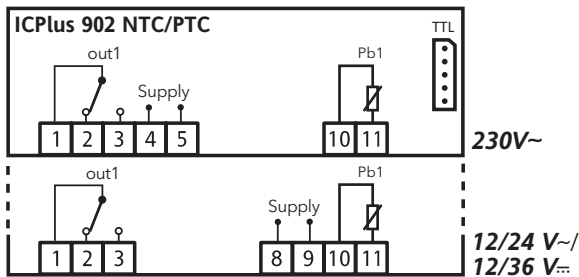 ICPlus 902 NTC/PTC
TTL
out1
Pb1
Supply
1 2 3 4 5
10 11
230V~
out1
Pb1
Supply
1 2 3
8 9 10 11
12/24 V~/
12/36 V⎓